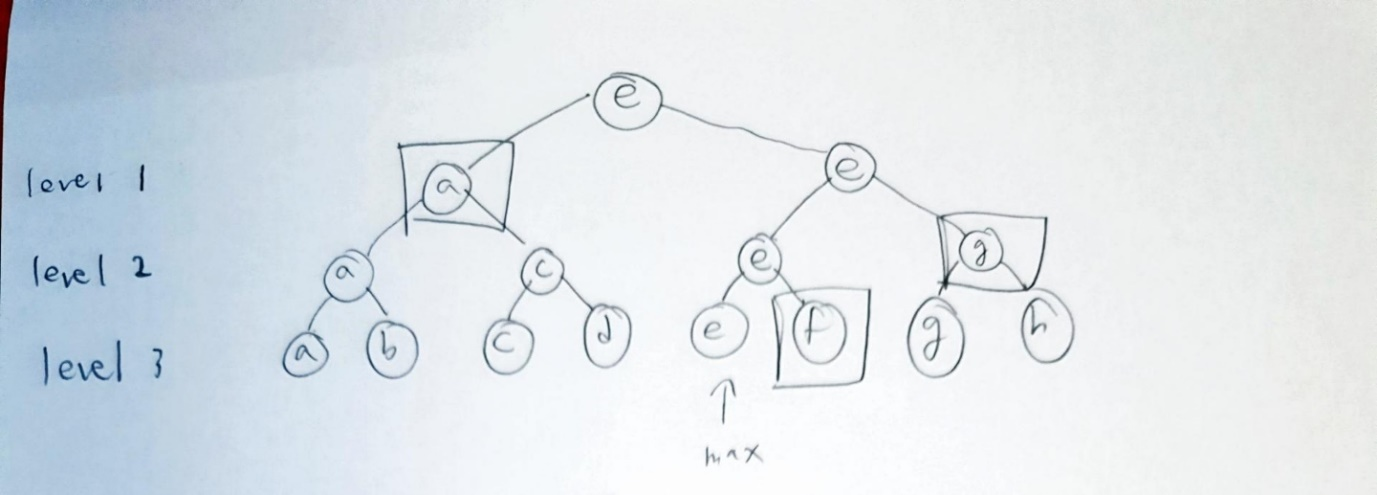 e
level 1 a e
level 2 a c e g
level 3 a b c d e f g h
max